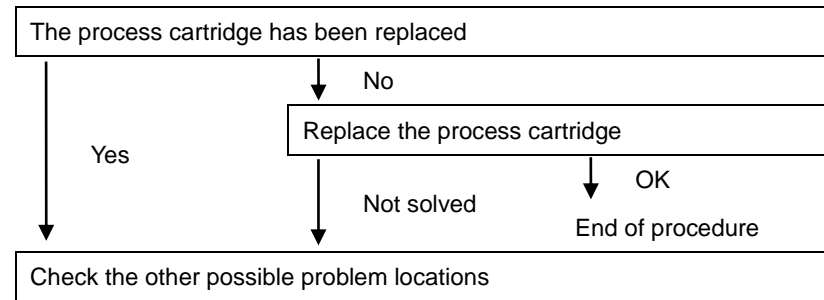 The process cartridge has been replaced
No
Replace the process cartridge
Yes
OK
Not solved
End of procedure
Check the other possible problem locations